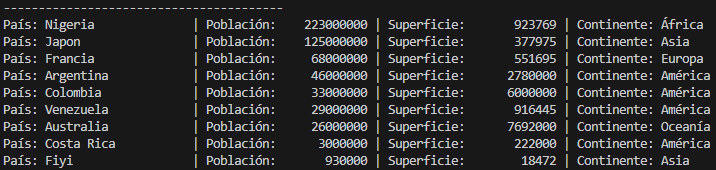 ----------------------------------------
País: Nigeria | Población: 223000000 | Superficie: 923769 | Continente: África
País: Japon | Población: 125000000 | Superficie: 377975 | Continente: Asia
País: Francia | Población: 68000000 | Superficie: 551695 | Continente: Europa
País: Argentina | Población: 46000000 | Superficie: 2780000 | Continente: América
País: Colombia | Población: 33000000 | Superficie: 6000000 | Continente: América
País: Venezuela | Población: 29000000 | Superficie: 916445 | Continente: América
País: Australia | Población: 26000000 | Superficie: 7692000 | Continente: Oceanía
País: Costa Rica | Población: 3000000 | Superficie: 222000 | Continente: América
País: Fiyi | Población: 930000 | Superficie: 18472 | Continente: Asia